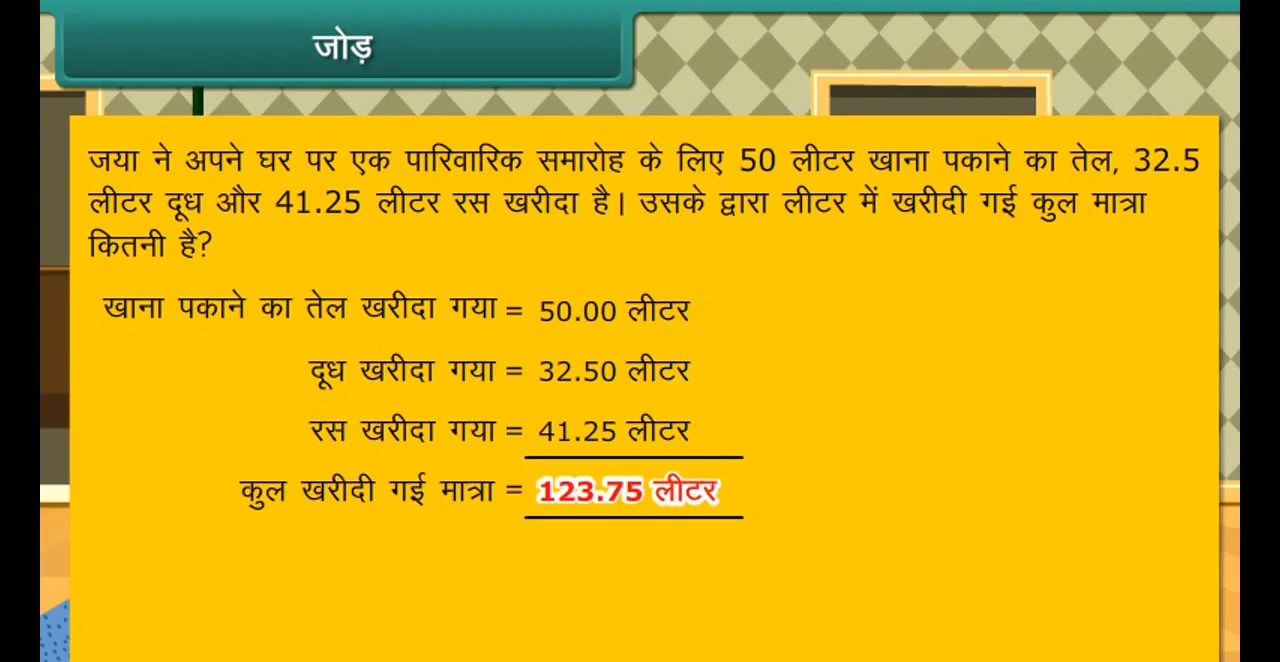 जोड़
जया ने अपने घर पर एक पारिवारिक समारोह के लिए 50 लीटर खाना पकाने का तेल, 32.5
लीटर दूध और 41.25 लीटर रस खरीदा है। उसके द्वारा लीटर में खरीदी गई कुल मात्रा
कितनी है?
खाना पकाने का तेल खरीदा गया = 50.00 लीटर
दूध खरीदा गया = 32.50 लीटर
रस खरीदा गया = 41.25 लीटर
कुल खरीदी गई मात्रा = 123.75 लीटर